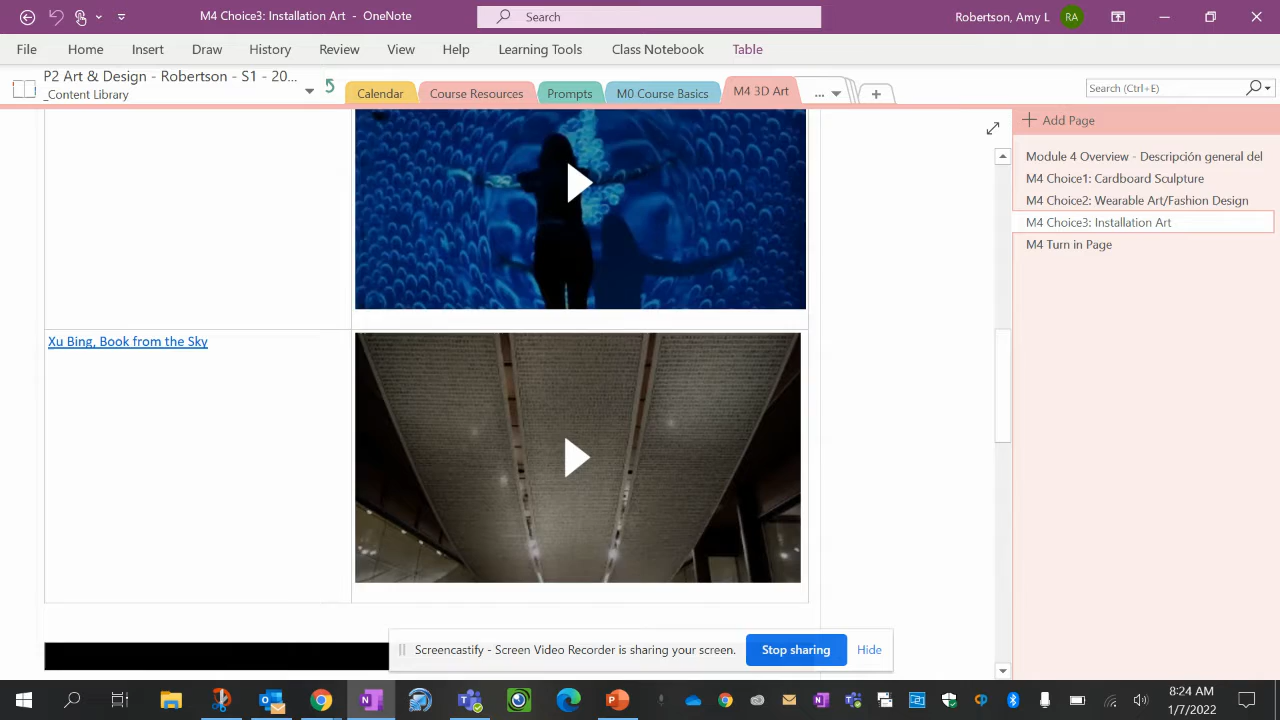 M4 Choice3: Installation Art - OneNote
Search
Robertson, Amy L
RA
File Home Insert Draw History Review View Help Learning Tools Class Notebook Table
P2 Art & Design - Robertson - S1 - 20...
_Content Library
Calendar Course Resources Prompts M0 Course Basics M4 3D Art ... +
Search (Ctrl+E)
Add Page
Module 4 Overview - Descripción general del
M4 Choice1: Cardboard Sculpture
M4 Choice2: Wearable Art/Fashion Design
M4 Choice3: Installation Art
M4 Turn in Page
Xu Bing, Book from the Sky
Screencastify - Screen Video Recorder is sharing your screen.
Stop sharing
Hide
8:24 AM
1/7/2022